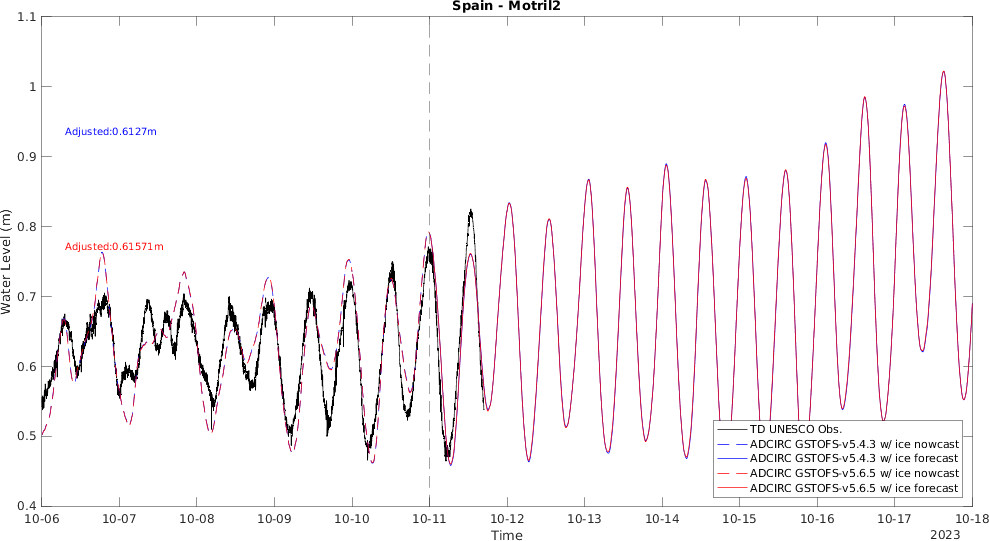 Spain - Motril2
1.1
1
0.9
0.8
0.7
0.6
0.5
0.4
Water Level (m)
Adjusted:0.6127m
Adjusted:0.61571m
TD UNESCO Obs.
ADCIRC GSTOFS-v5.4.3 w/ ice nowcast
ADCIRC GSTOFS-v5.4.3 w/ ice forecast
ADCIRC GSTOFS-v5.6.5 w/ ice nowcast
ADCIRC GSTOFS-v5.6.5 w/ ice forecast
10-06 10-07 10-08 10-09 10-10 10-11 10-12 10-13 10-14 10-15 10-16 10-17 10-18
Time
2023